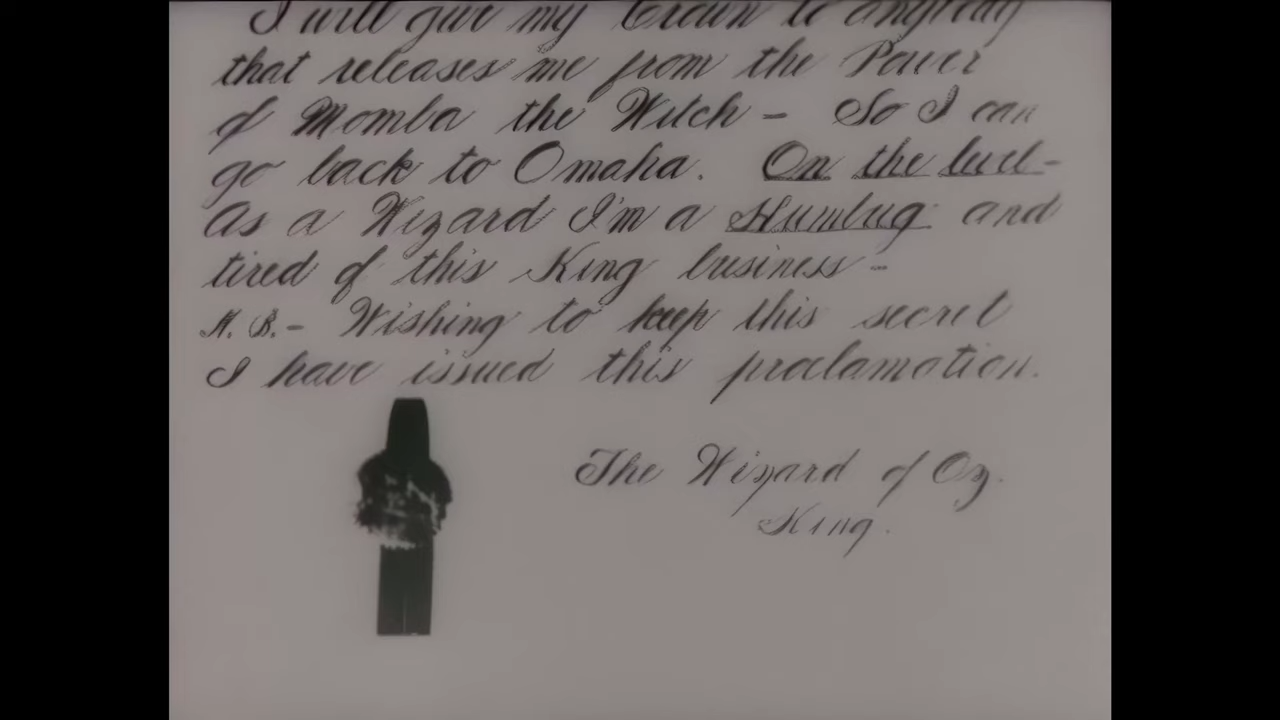 I will give my Crown to anybody
that releases me from the Power
of Momba the Witch - So I can
go back to Omaha. On the level-
As a Wizard I'm a Humbug and
tired of this King business -
N. B. - Wishing to keep this secret
I have issued this proclamation.
The Wizard of Oz.
King.